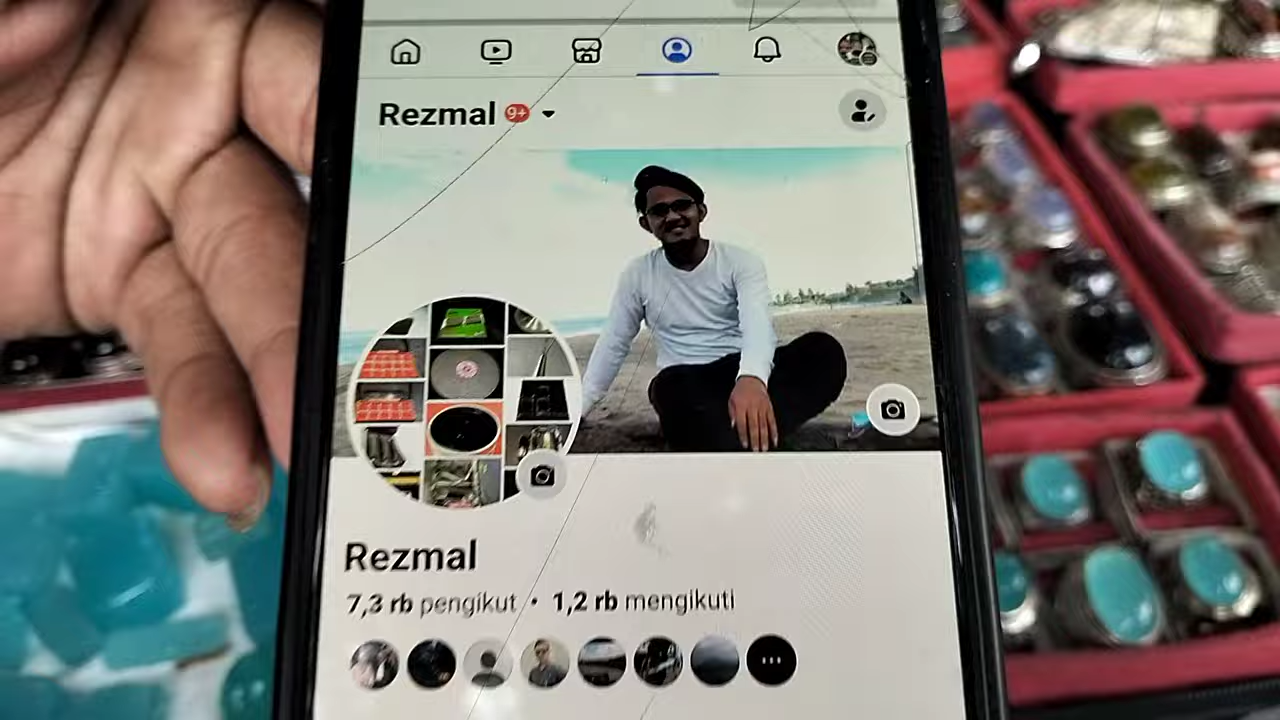 Rezmal 9+
Rezmal
7,3 rb pengikut • 1,2 rb mengikuti